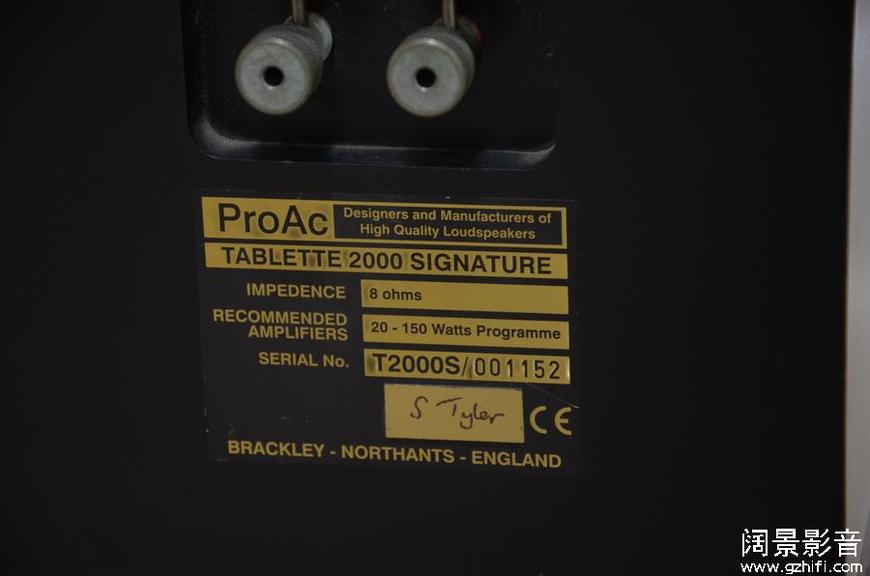 ProAc
Designers and Manufacturers of
High Quality Loudspeakers
TABLETTE 2000 SIGNATURE
IMPEDENCE 8 ohms
RECOMMENDED
AMPLIFIERS 20 - 150 Watts Programme
SERIAL No. T2000S/001152
S Tyler
CE
BRACKLEY - NORTHANTS - ENGLAND
阔景影音
www.gzhifi.com